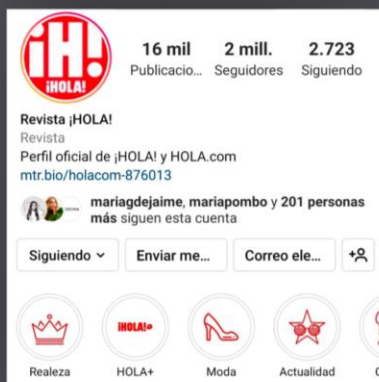 ¡H!
¡HOLA!
16 mil 2 mill. 2.723
Publicacio... Seguidores Siguiendo
Revista ¡HOLA!
Revista
Perfil oficial de ¡HOLA! y HOLA.com
mtr.bio/holacom-876013
mariagdejaime, mariapombo y 201 personas
más siguen esta cuenta
Siguiendo Enviar me... Correo ele...
¡HOLA!+
Realeza HOLA+ Moda Actualidad